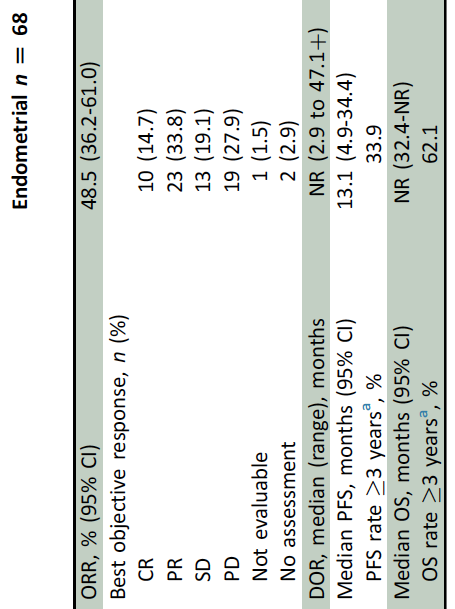 Endometrial n = 68
ORR, % (95% CI) 48.5 (36.2-61.0)
Best objective response, n (%)
CR 10 (14.7)
PR 23 (33.8)
SD 13 (19.1)
PD 19 (27.9)
Not evaluable 1 (1.5)
No assessment 2 (2.9)
DOR, median (range), months NR (2.9 to 47.1+)
Median PFS, months (95% CI) 13.1 (4.9-34.4)
PFS rate ≥3 yearsᵃ, % 33.9
Median OS, months (95% CI) NR (32.4-NR)
OS rate ≥3 yearsᵃ, % 62.1